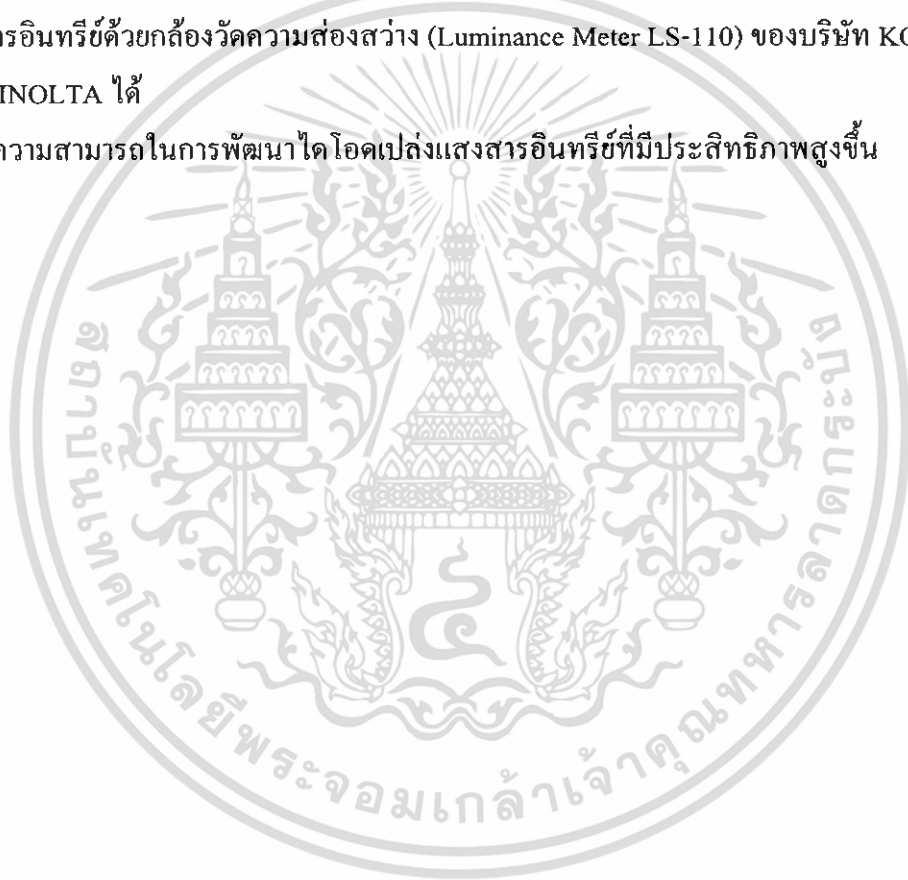 รอินทรีย์ด้วยกล้องวัดความส่องสว่าง (Luminance Meter LS-110) ของบริษัท KO
INOLTA ได้
ความสามารถในการพัฒนาไดโอดเปล่งแสงสารอินทรีย์ที่มีประสิทธิภาพสูงขึ้น
สถาบันเทคโนโลยีพระจอมเกล้าเจ้าคุณทหารลาดกระบัง